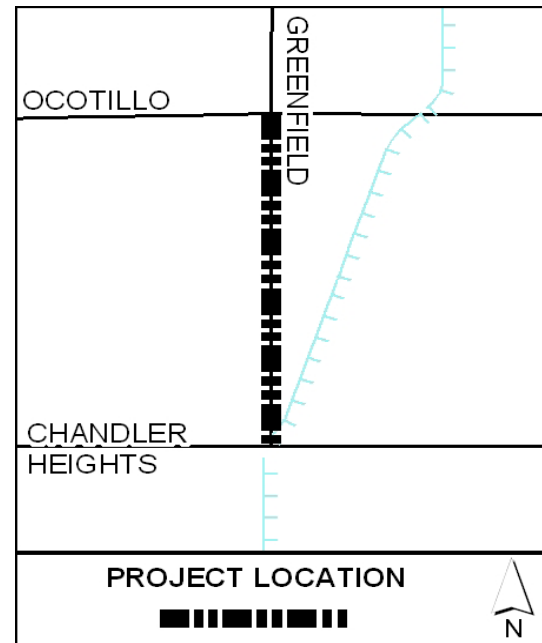 GREENFIELD
OCOTILLO
CHANDLER
HEIGHTS
PROJECT LOCATION
N